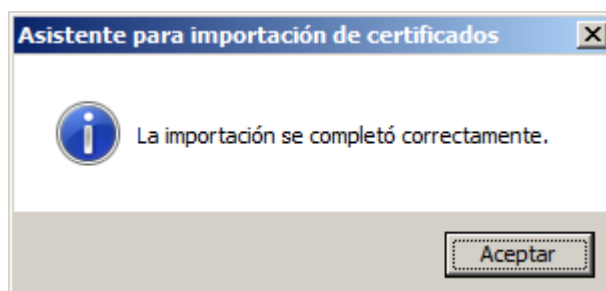 Asistente para importación de certificados
La importación se completó correctamente.
Aceptar